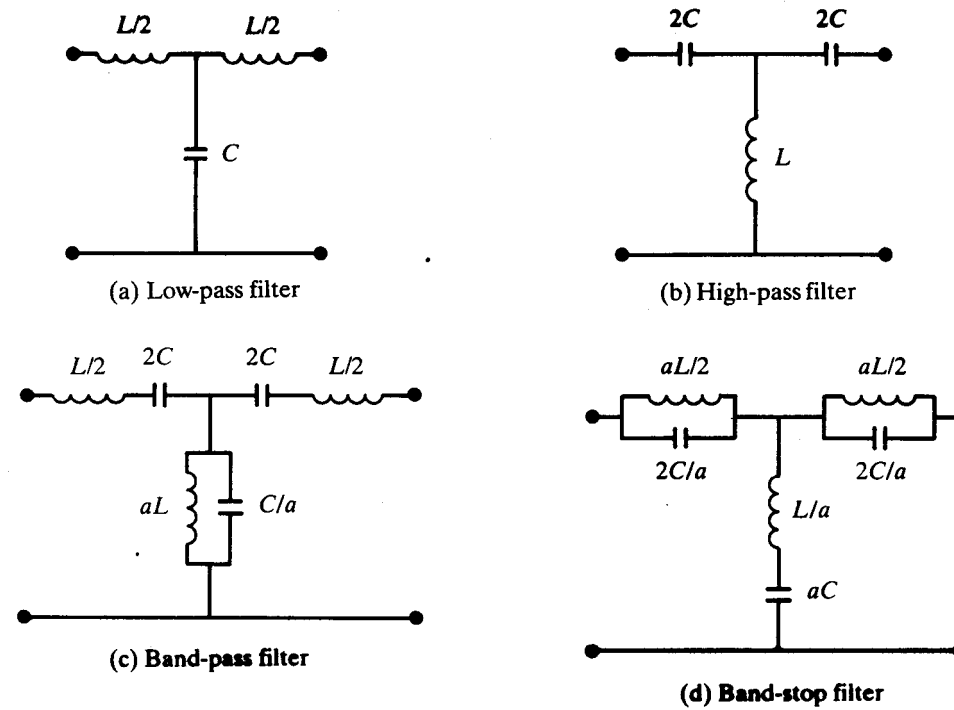 L/2 L/2
C
(a) Low-pass filter
2C 2C
L
(b) High-pass filter
L/2 2C 2C L/2
aL C/a
(c) Band-pass filter
aL/2 aL/2
2C/a 2C/a
L/a
aC
(d) Band-stop filter